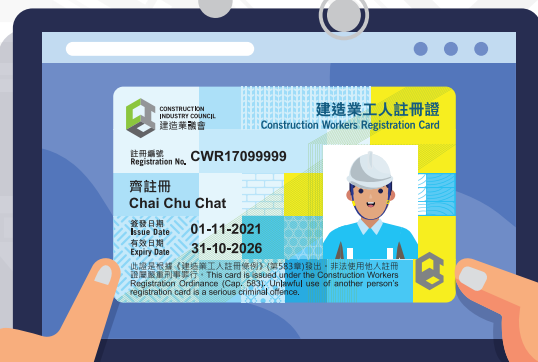 CONSTRUCTION
INDUSTRY COUNCIL
建造業議會
建造業工人註冊證
Construction Workers Registration Card
註冊編號
Registration No. CWR17099999
齊註冊
Chai Chu Chat
簽發日期
Issue Date 01-11-2021
有效日期
Expiry Date 31-10-2026
此證是根據《建造業工人註冊條例》(第583章)發出,非法使用他人註冊
證屬嚴重刑事罪行。This card is issued under the Construction Workers
Registration Ordinance (Cap. 583). Unlawful use of another person's
registration card is a serious criminal offence.